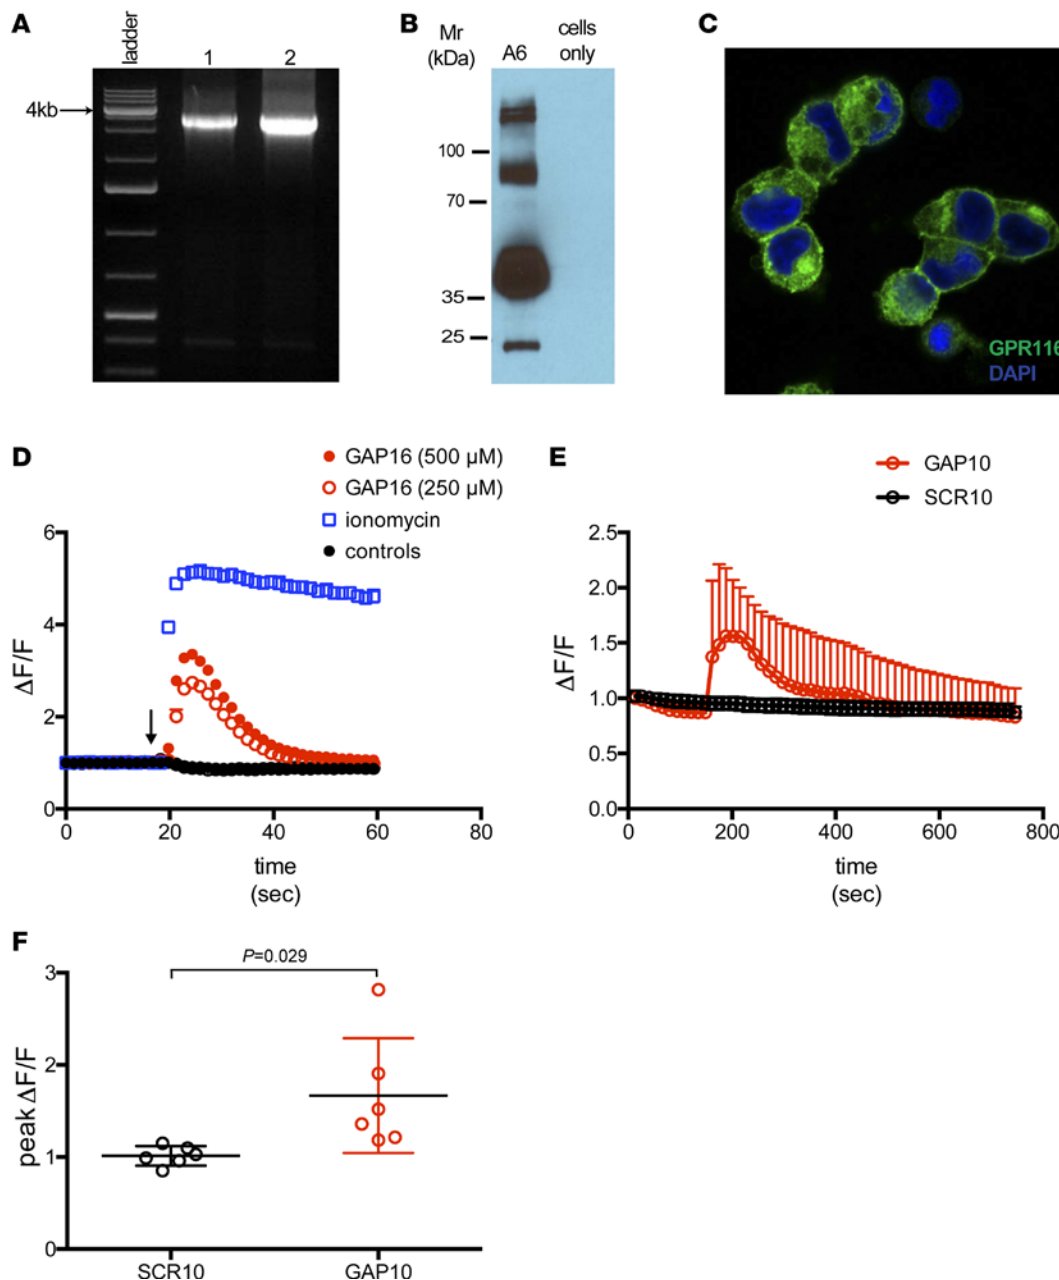 A
ladder
1
2
4kb
B
Mr
(kDa)
A6
cells
only
100
70
35
25
C
GPR116
DAPI
D
GAP16 (500 µM)
GAP16 (250 µM)
ionomycin
controls
6
4
2
0
ΔF/F
0
20
40
60
80
time
(sec)
E
GAP10
SCR10
2.5
2.0
1.5
1.0
0.5
0.0
ΔF/F
0
200
400
600
800
time
(sec)
F
P=0.029
3
2
1
0
peak ΔF/F
SCR10
GAP10